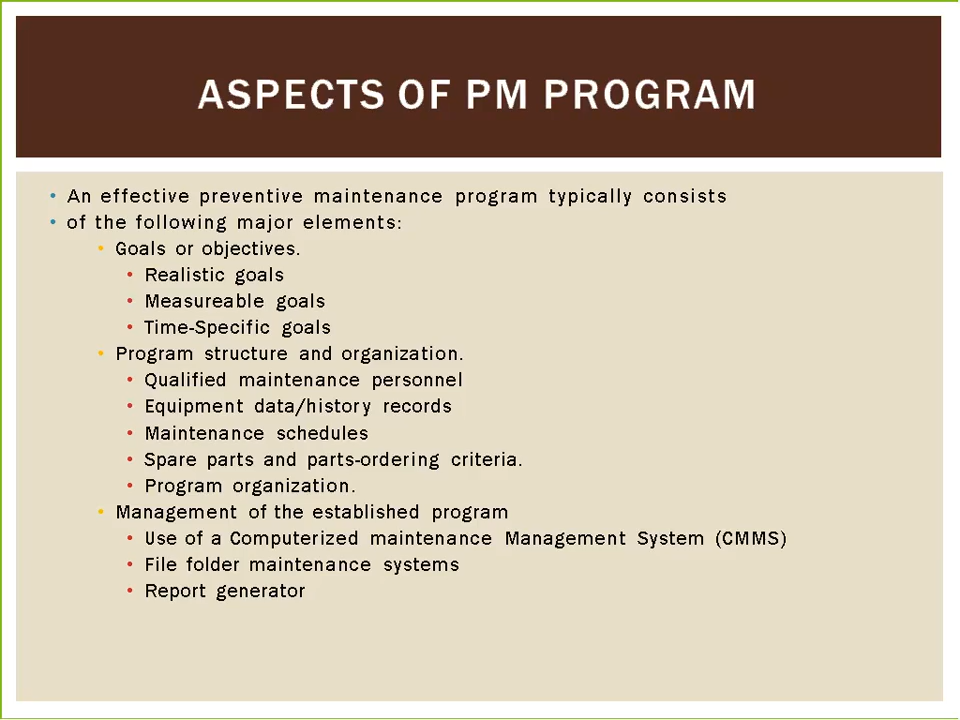 ASPECTS OF PM PROGRAM
• An effective preventive maintenance program typically consists
• of the following major elements:
• Goals or objectives.
• Realistic goals
• Measureable goals
• Time-Specific goals
• Program structure and organization.
• Qualified maintenance personnel
• Equipment data/history records
• Maintenance schedules
• Spare parts and parts-ordering criteria.
• Program organization.
• Management of the established program
• Use of a Computerized maintenance Management System (CMMS)
• File folder maintenance systems
• Report generator